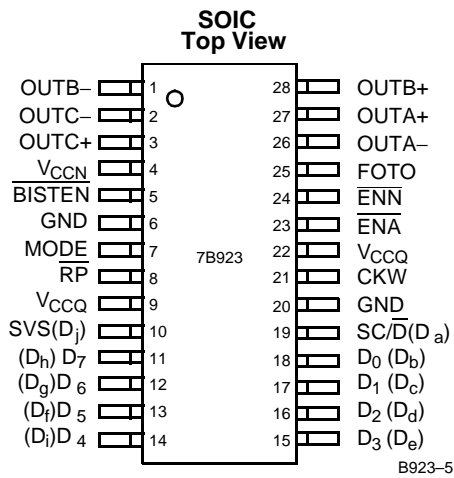 SOIC
Top View
OUTB– 1 28 OUTB+
OUTC– 2 27 OUTA+
OUTC+ 3 26 OUTA–
VCCN 4 25 FOTO
BISTEN 5 24 ENN
GND 6 23 ENA
MODE 7 7B923 22 VCCQ
RP 8 21 CKW
VCCQ 9 20 GND
SVS(Dj) 10 19 SC/D(Da)
(Dh) D7 11 18 D0 (Db)
(Dg)D6 12 17 D1 (Dc)
(Df)D5 13 16 D2 (Dd)
(Di)D4 14 15 D3 (De)
B923–5